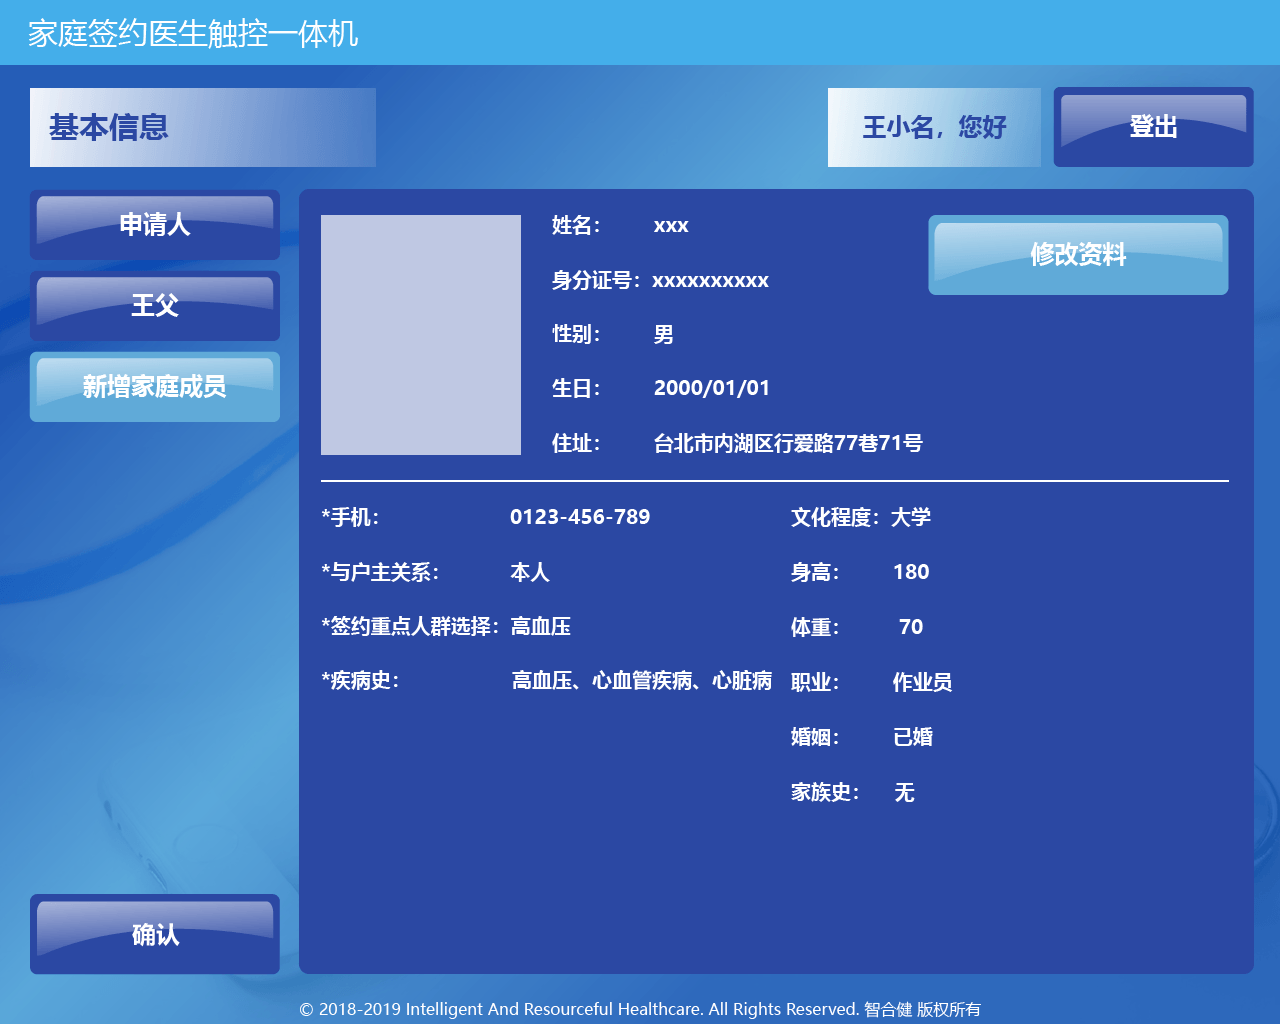 家庭签约医生触控一体机
基本信息
王小名，您好
登出
申请人
王父
新增家庭成员
确认
姓名： xxx
身分证号：xxxxxxxxxx
性别： 男
生日： 2000/01/01
住址： 台北市内湖区行爱路77巷71号
修改资料
*手机： 0123-456-789
*与户主关系： 本人
*签约重点人群选择：高血压
*疾病史： 高血压、心血管疾病、心脏病
文化程度：大学
身高： 180
体重： 70
职业： 作业员
婚姻： 已婚
家族史： 无
© 2018-2019 Intelligent And Resourceful Healthcare. All Rights Reserved. 智合健 版权所有